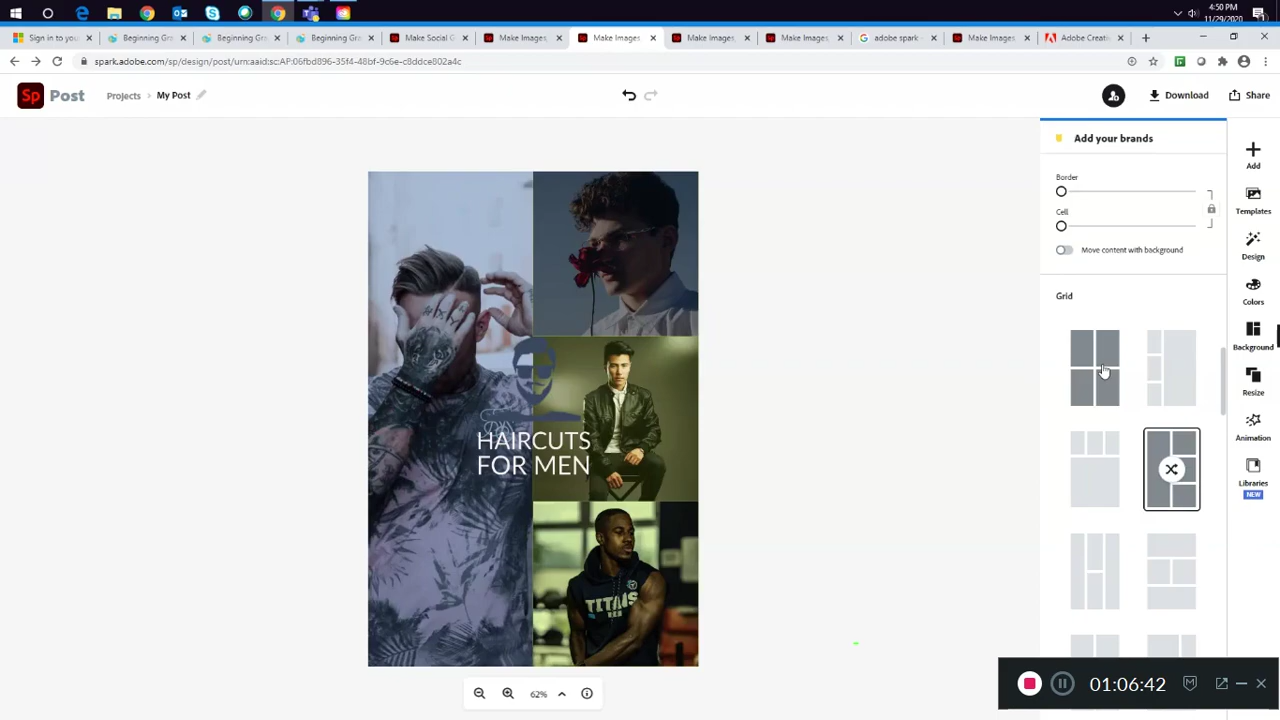 4:50 PM
11/29/2020
Sign in to you
Beginning Gra
Beginning Gra
Beginning Gra
Make Social G
Make Images,
Make Images,
Make Images,
Make Images,
adobe spark -
Make Images,
Adobe Creati
spark.adobe.com/sp/design/post/urn:aaid:sc:AP:06fbd896-35f4-48bf-9c6e-c8ddce802a4c
Sp Post
Projects > My Post
Download
Share
Add your brands
Border
Cell
Move content with background
Grid
Add
Templates
Design
Colors
Background
Resize
Animation
Libraries
NEW
HAIRCUTS
FOR MEN
TITANS
62%
01:06:42